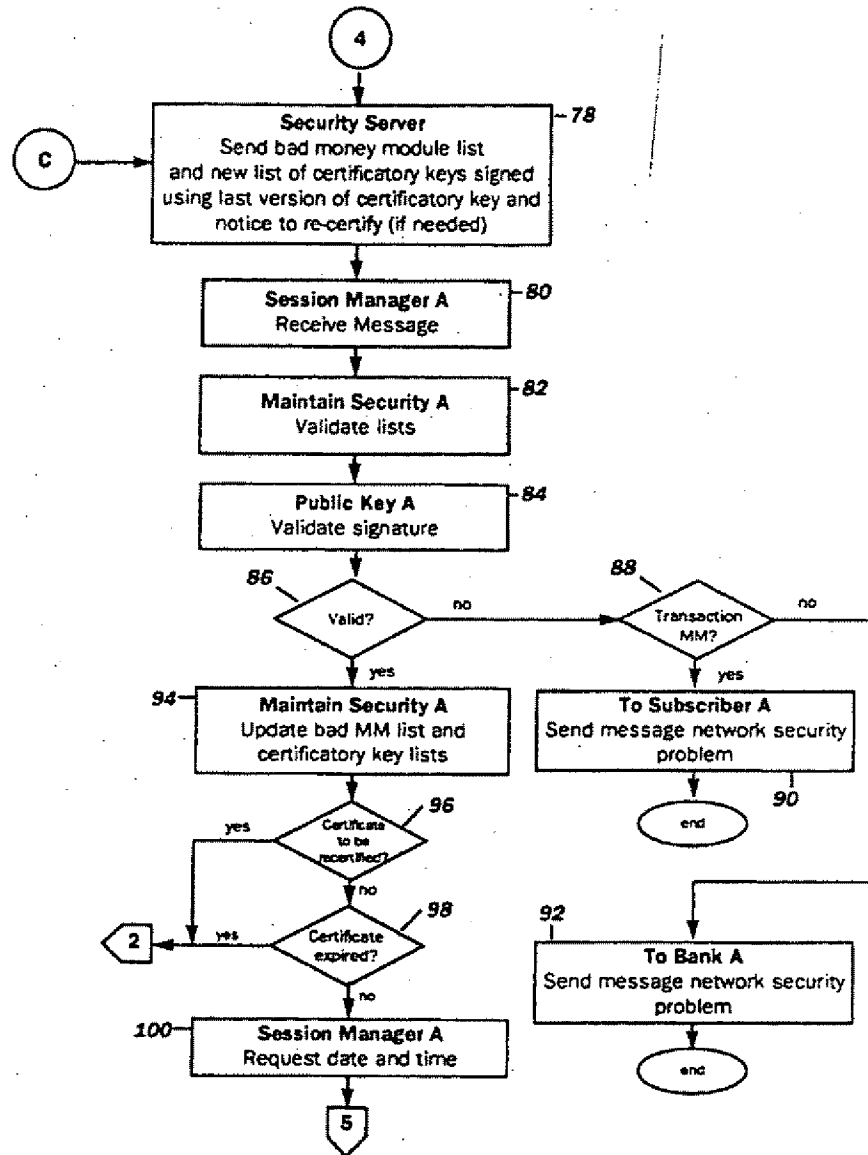 4
C
Security Server
Send bad money module list
and new list of certificatory keys signed
using last version of certificatory key and
notice to re-certify (if needed)
78
Session Manager A
Receive Message
80
Maintain Security A
Validate lists
82
Public Key A
Validate signature
84
86
Valid?
no
88
Transaction
MM?
no
yes
yes
94
Maintain Security A
Update bad MM list and
certificatory key lists
To Subscriber A
Send message network security
problem
90
end
96
Certificate
to be
recertified?
yes
no
98
2
yes
Certificate
expired?
no
92
To Bank A
Send message network security
problem
end
100
Session Manager A
Request date and time
5